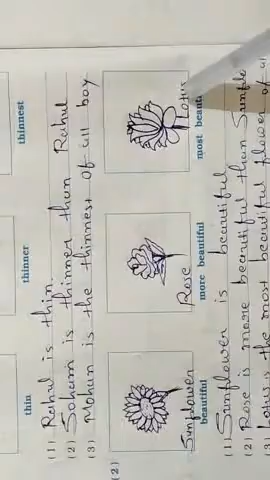 thin thinner thinnest
(1) Rahul is thin.
(2) Soham is thinner than Rahul
(3) Mohan is the thinnest of all boy
(2)
Sunflower Rose Lotus
beautiful more beautiful most beauti
(1) Sunflower is beautiful
(2) Rose is more beautiful than Sunflo
(3) Lotus is the most beautiful flower of all